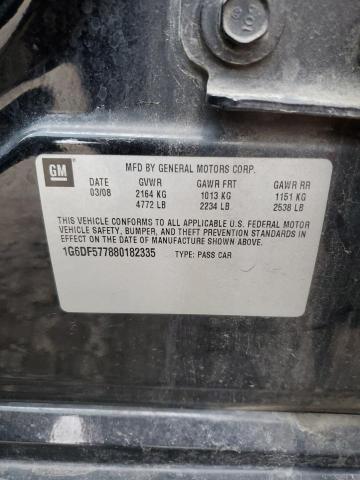 GM
MFD BY GENERAL MOTORS CORP.
DATE GVWR GAWR FRT GAWR RR
03/08 2164 KG 1013 KG 1151 KG
4772 LB 2234 LB 2538 LB
THIS VEHICLE CONFORMS TO ALL APPLICABLE U.S. FEDERAL MOTOR
VEHICLE SAFETY, BUMPER, AND THEFT PREVENTION STANDARDS IN
EFFECT ON THE DATE OF MANUFACTURE SHOWN ABOVE.
1G6DF577880182335 TYPE: PASS CAR